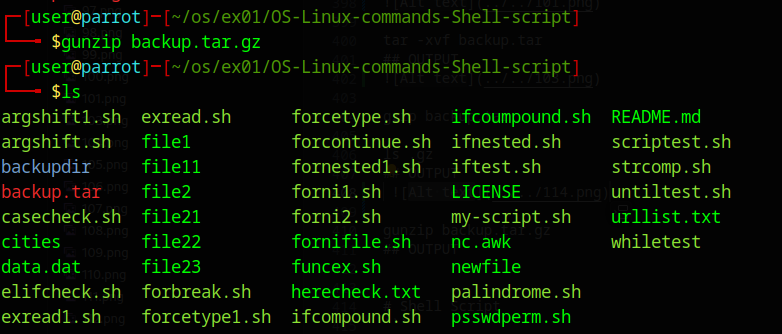 ┌─[user@parrot]─[~/os/ex01/OS-Linux-commands-Shell-script]
└──╼ $gunzip backup.tar.gz
┌─[user@parrot]─[~/os/ex01/OS-Linux-commands-Shell-script]
└──╼ $ls
argshift1.sh exread.sh forcetype.sh ifcoumpound.sh README.md
argshift.sh file1 forcontinue.sh ifnested.sh scriptest.sh
backupdir file11 fornested1.sh iftest.sh strcomp.sh
backup.tar file2 forni1.sh LICENSE untiltest.sh
casecheck.sh file21 forni2.sh my-script.sh urllist.txt
cities file22 fornifile.sh nc.awk whiletest
data.dat file23 funcex.sh newfile
elifcheck.sh forbreak.sh herecheck.txt palindrome.sh
exread1.sh forcetype1.sh ifcompound.sh psswdperm.sh